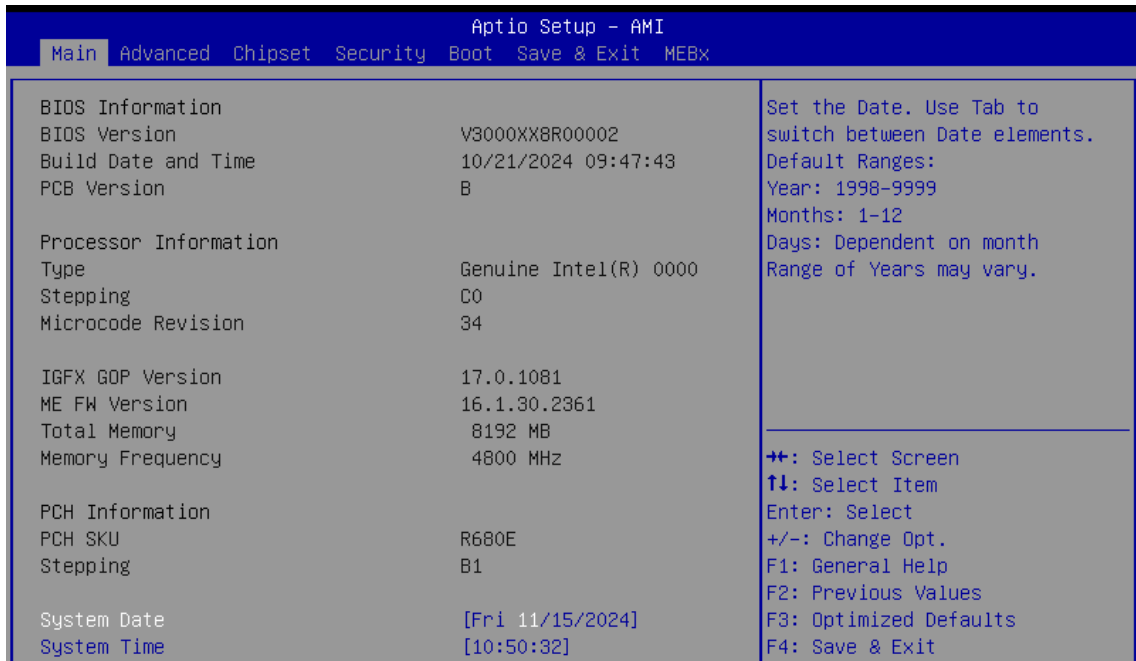 Aptio Setup – AMI
Main Advanced Chipset Security Boot Save & Exit MEBx
BIOS Information
BIOS Version V3000XX8R00002
Build Date and Time 10/21/2024 09:47:43
PCB Version B
Processor Information
Type Genuine Intel(R) 0000
Stepping C0
Microcode Revision 34
IGFX GOP Version 17.0.1081
ME FW Version 16.1.30.2361
Total Memory 8192 MB
Memory Frequency 4800 MHz
PCH Information
PCH SKU R680E
Stepping B1
System Date [Fri 11/15/2024]
System Time [10:50:32]
Set the Date. Use Tab to
switch between Date elements.
Default Ranges:
Year: 1998-9999
Months: 1-12
Days: Dependent on month
Range of Years may vary.
→←: Select Screen
↑↓: Select Item
Enter: Select
+/-: Change Opt.
F1: General Help
F2: Previous Values
F3: Optimized Defaults
F4: Save & Exit